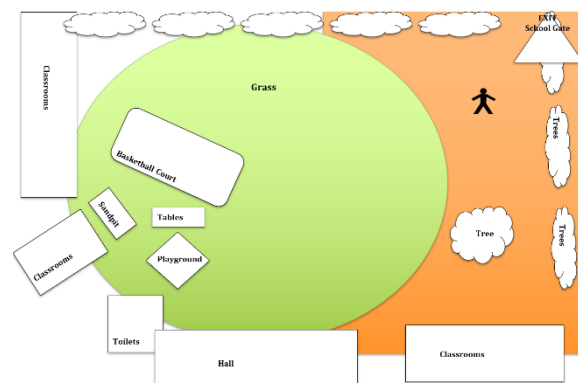 EXIT
School Gate
Grass
Classrooms
Trees
Basketball Court
Sandpit
Tables
Tree
Trees
Classrooms
Playground
Toilets
Hall
Classrooms